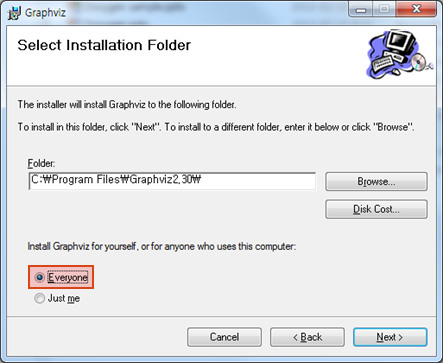 Graphviz
Select Installation Folder
The installer will install Graphviz to the following folder.
To install in this folder, click "Next". To install to a different folder, enter it below or click "Browse".
Folder:
C:₩Program Files₩Graphviz2,30₩
Browse...
Disk Cost...
Install Graphviz for yourself, or for anyone who uses this computer:
Everyone
Just me
Cancel
< Back
Next >